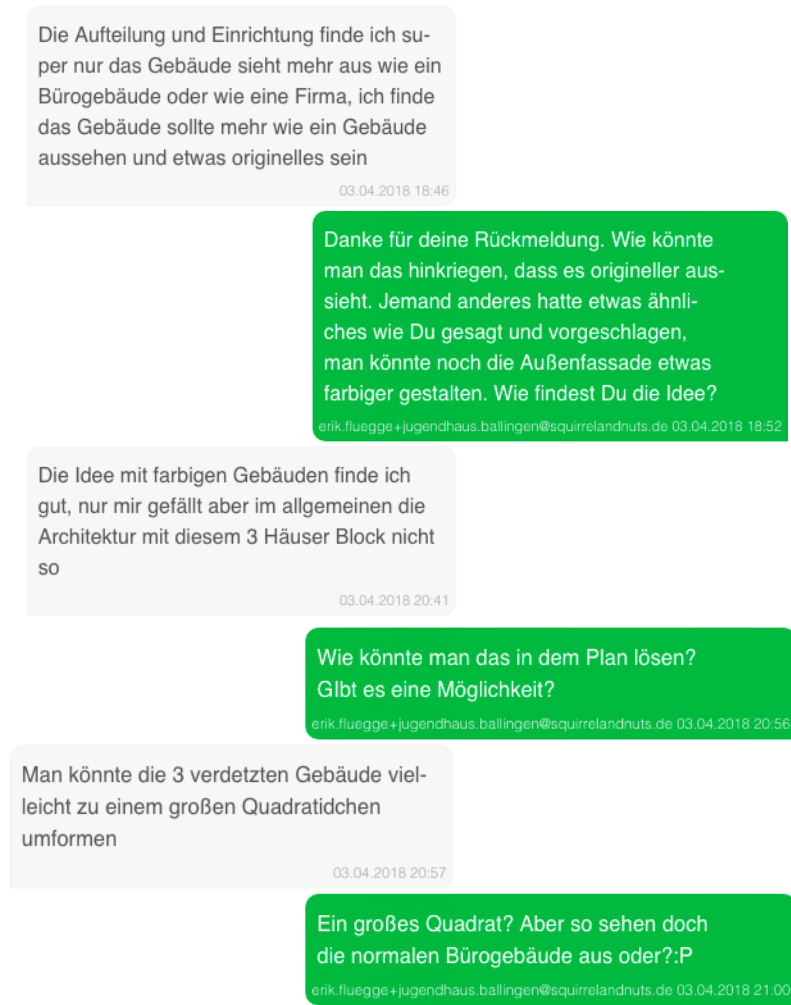 Die Aufteilung und Einrichtung finde ich su-
per nur das Gebäude sieht mehr aus wie ein
Bürogebäude oder wie eine Firma, ich finde
das Gebäude sollte mehr wie ein Gebäude
aussehen und etwas originelles sein
03.04.2018 18:46
Danke für deine Rückmeldung. Wie könnte
man das hinkriegen, dass es origineller aus-
sieht. Jemand anderes hatte etwas ähnli-
ches wie Du gesagt und vorgeschlagen,
man könnte noch die Außenfassade etwas
farbiger gestalten. Wie findest Du die Idee?
erik.fluegge+jugendhaus.ballingen@squirrelandnuts.de 03.04.2018 18:52
Die Idee mit farbigen Gebäuden finde ich
gut, nur mir gefällt aber im allgemeinen die
Architektur mit diesem 3 Häuser Block nicht
so
03.04.2018 20:41
Wie könnte man das in dem Plan lösen?
GIbt es eine Möglichkeit?
erik.fluegge+jugendhaus.ballingen@squirrelandnuts.de 03.04.2018 20:56
Man könnte die 3 verdetzten Gebäude viel-
leicht zu einem großen Quadratidchen
umformen
03.04.2018 20:57
Ein großes Quadrat? Aber so sehen doch
die normalen Bürogebäude aus oder?:P
erik.fluegge+jugendhaus.ballingen@squirrelandnuts.de 03.04.2018 21:00